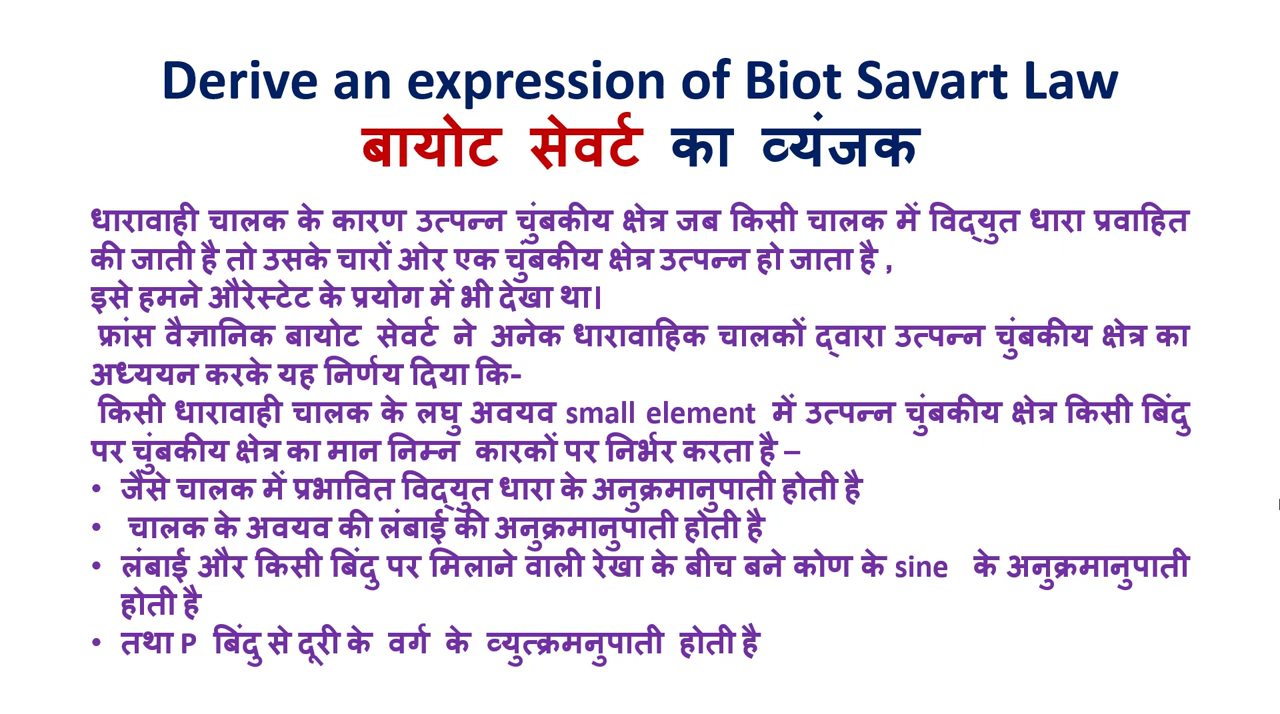 Derive an expression of Biot Savart Law
बायोट सेवर्ट का व्यंजक
धारावाही चालक के कारण उत्पन्न चुंबकीय क्षेत्र जब किसी चालक में विद्युत धारा प्रवाहित
की जाती है तो उसके चारों ओर एक चुंबकीय क्षेत्र उत्पन्न हो जाता है ,
इसे हमने औरेस्टेट के प्रयोग में भी देखा था।
फ्रांस वैज्ञानिक बायोट सेवर्ट ने अनेक धारावाहिक चालकों द्वारा उत्पन्न चुंबकीय क्षेत्र का
अध्ययन करके यह निर्णय दिया कि-
किसी धारावाही चालक के लघु अवयव small element में उत्पन्न चुंबकीय क्षेत्र किसी बिंदु
पर चुंबकीय क्षेत्र का मान निम्न कारकों पर निर्भर करता है –
• जैसे चालक में प्रभावित विद्युत धारा के अनुक्रमानुपाती होती है
• चालक के अवयव की लंबाई की अनुक्रमानुपाती होती है
• लंबाई और किसी बिंदु पर मिलाने वाली रेखा के बीच बने कोण के sine के अनुक्रमानुपाती
होती है
• तथा P बिंदु से दूरी के वर्ग के व्युत्क्रमनुपाती होती है